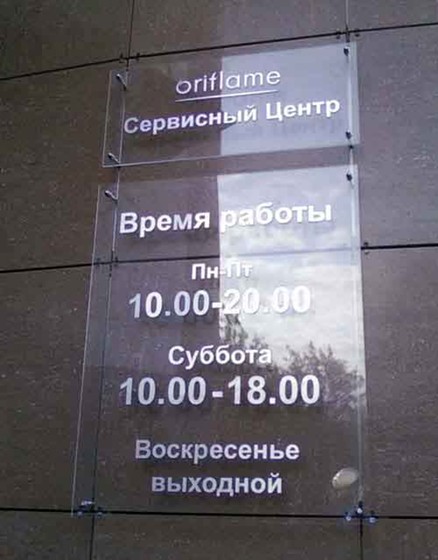 oriflame
Сервисный Центр
Время работы
Пн-Пт
10.00-20.00
Суббота
10.00-18.00
Воскресенье
выходной